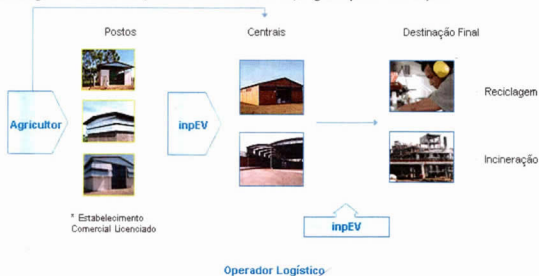 Postos
Centrais
Destinação Final
Reciclagem
Agricultor
inpEV
Incineração
* Estabelecimento
Comercial Licenciado
inpEV
Operador Logístico